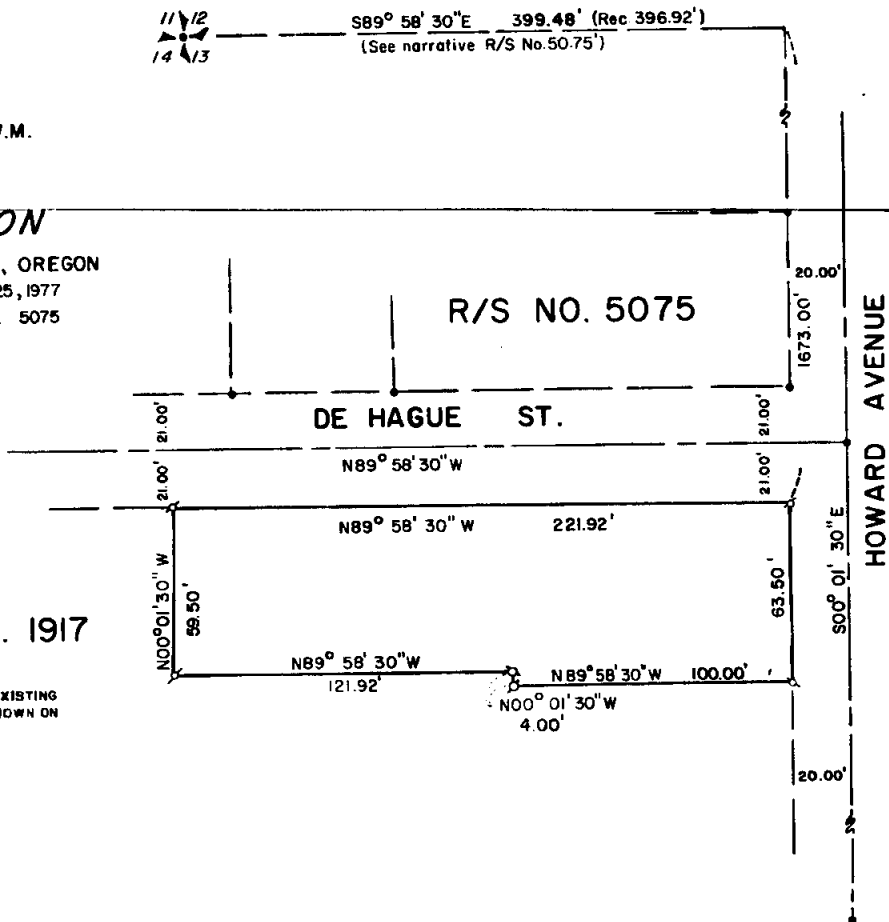 11 12
14 13
S89° 58' 30"E 399.48' (Rec 396.92')
(See narrative R/S No.50.75')
.M.
ON
, OREGON
25, 1977
5075
20.00'
R/S NO. 5075
1673.00'
HOWARD AVENUE
21.00'
DE HAGUE ST.
21.00'
N89° 58' 30"W
21.00'
21.00'
N89° 58' 30" W 221.92'
N00° 01' 30" W
59.50'
63.50'
S00° 01' 30" E
. 1917
N89° 58' 30"W
121.92'
N89° 58' 30"W 100.00'
XISTING
OWN ON
N00° 01' 30"W
4.00'
20.00'